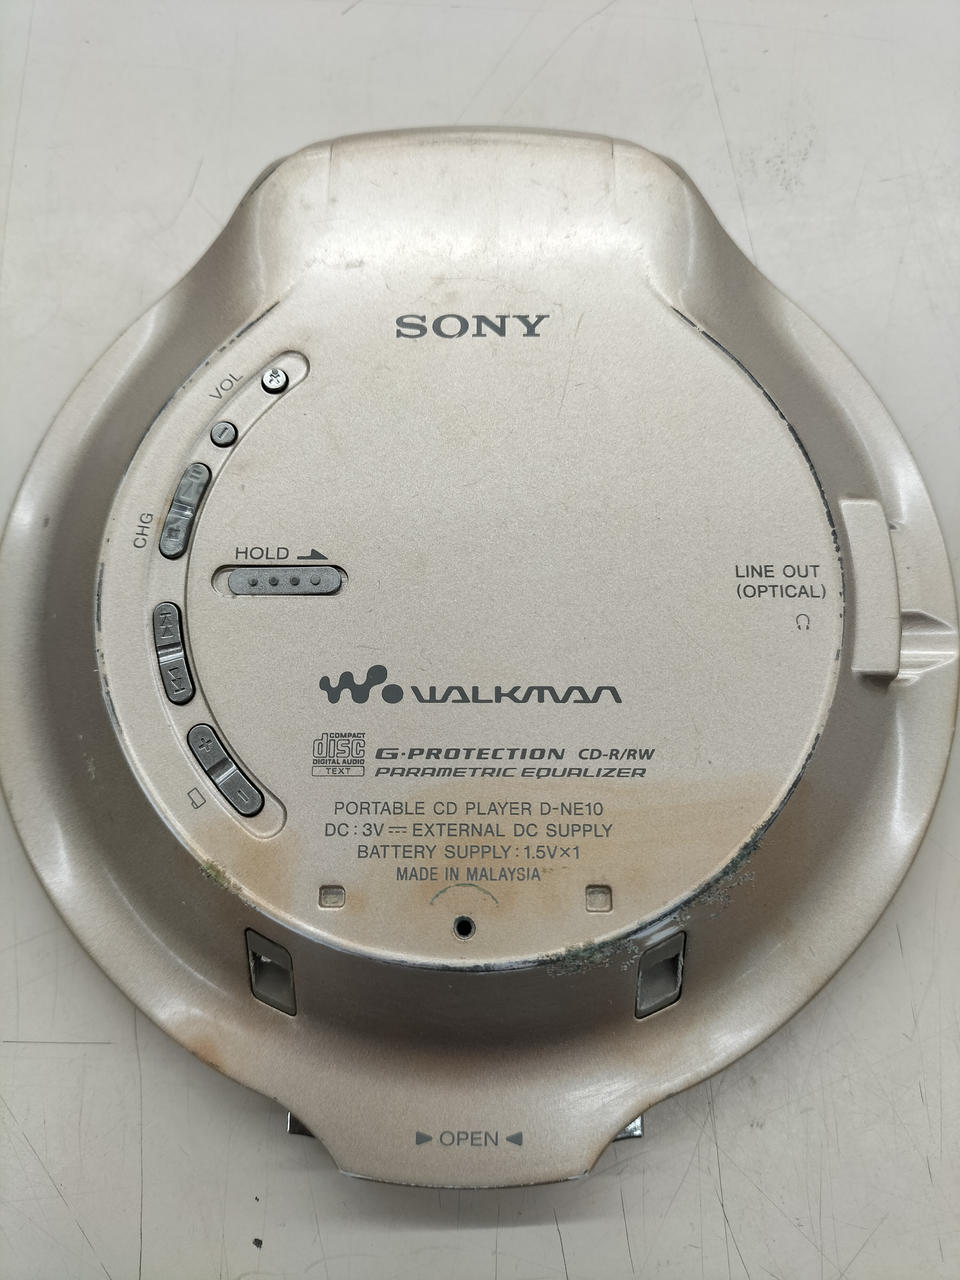 SONY
VOL
CHG
HOLD
LINE OUT
(OPTICAL)
WALKMAN
COMPACT
disc
DIGITAL AUDIO
TEXT
G-PROTECTION CD-R/RW
PARAMETRIC EQUALIZER
PORTABLE CD PLAYER D-NE10
DC : 3V ⎓ EXTERNAL DC SUPPLY
BATTERY SUPPLY : 1.5V×1
MADE IN MALAYSIA
▶ OPEN ◀